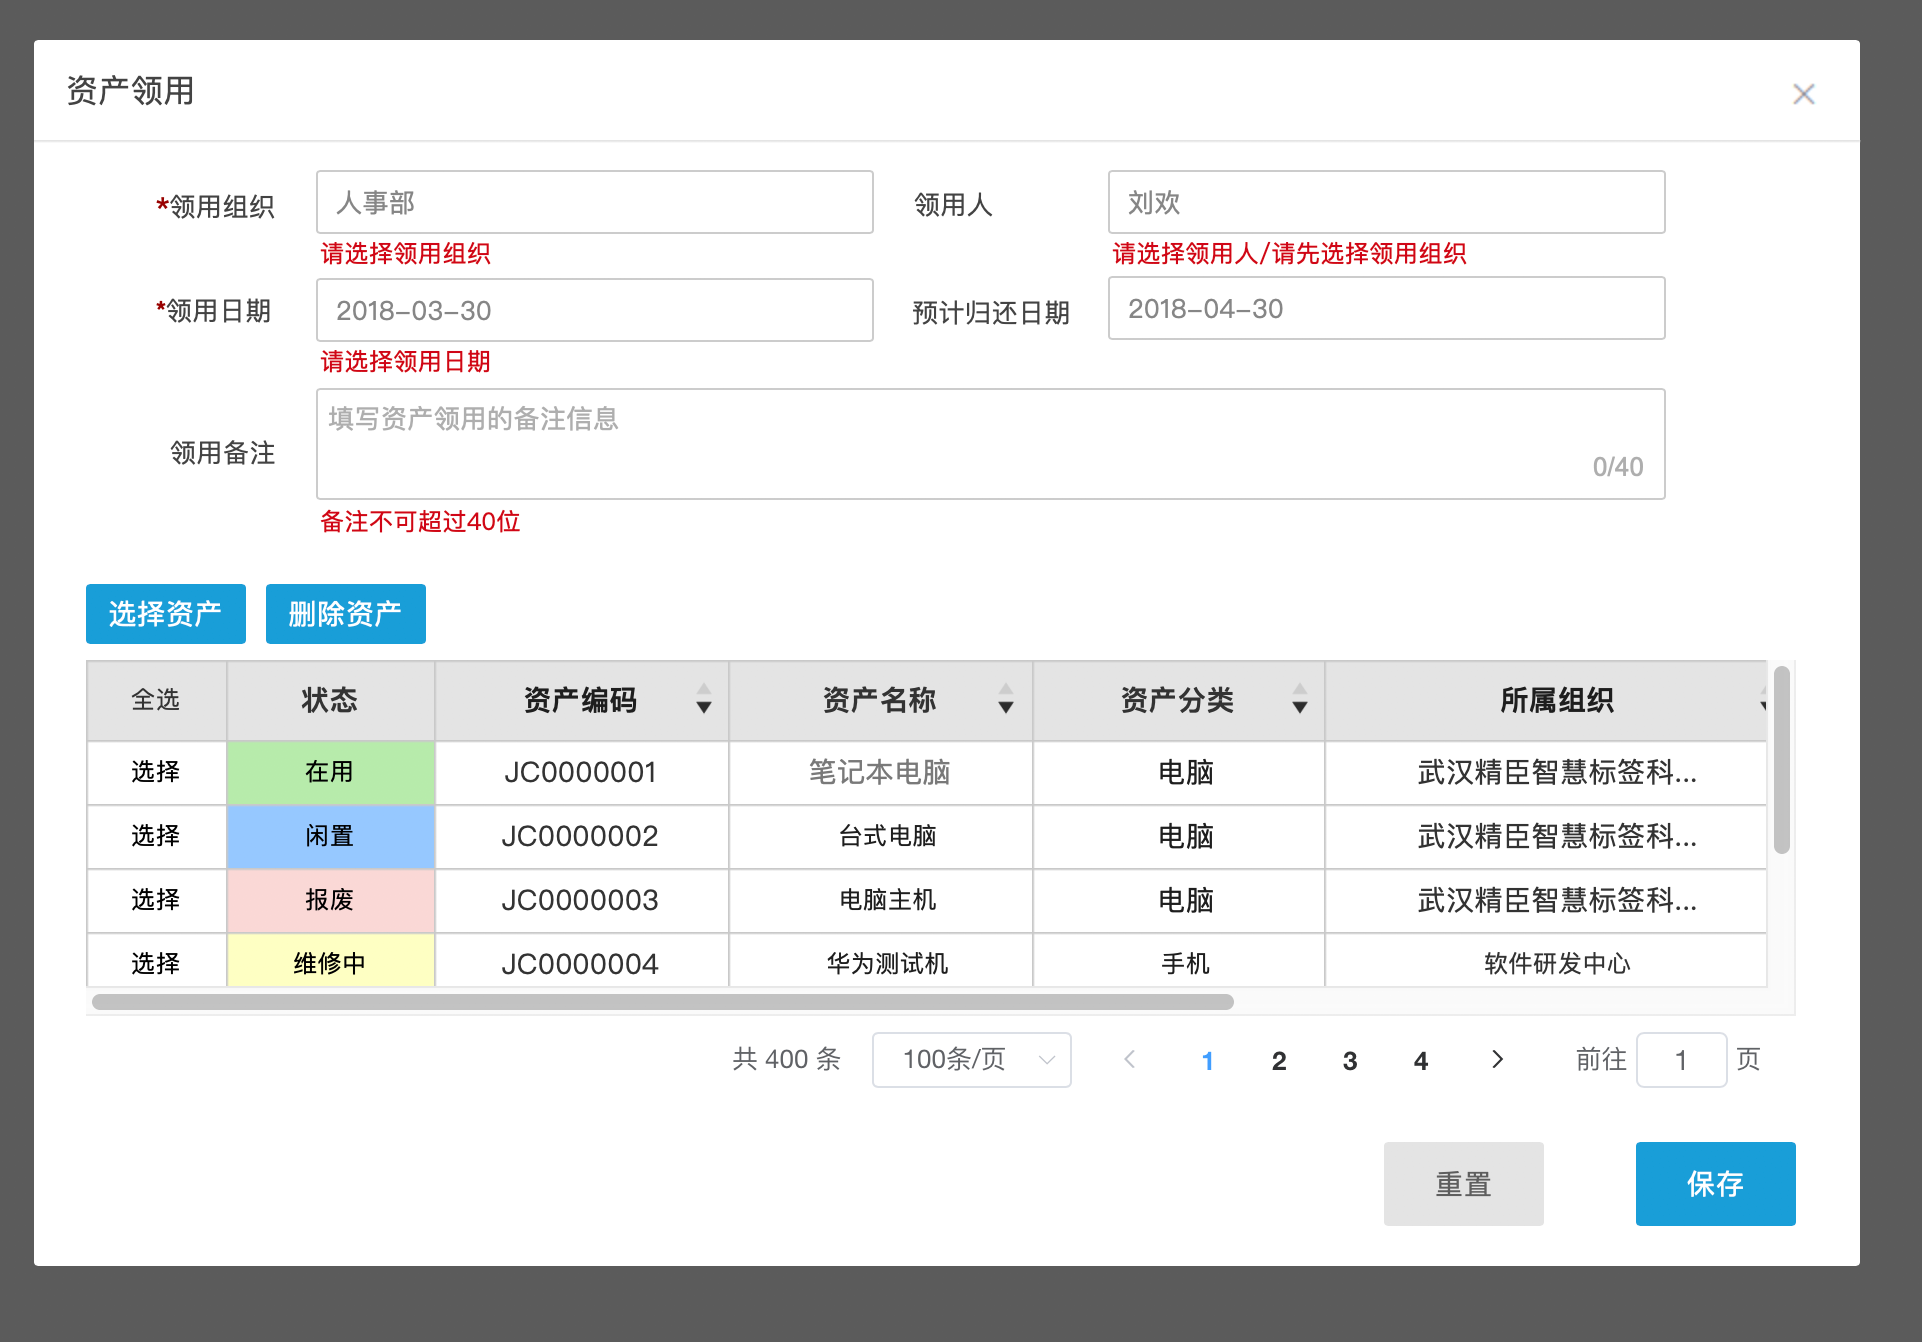 资产领用
*领用组织 人事部 领用人 刘欢
请选择领用组织 请选择领用人/请先选择领用组织
*领用日期 2018-03-30 预计归还日期 2018-04-30
请选择领用日期
填写资产领用的备注信息
领用备注
0/40
备注不可超过40位
选择资产 删除资产
全选 状态 资产编码 资产名称 资产分类 所属组织
选择 在用 JC0000001 笔记本电脑 电脑 武汉精臣智慧标签科...
选择 闲置 JC0000002 台式电脑 电脑 武汉精臣智慧标签科...
选择 报废 JC0000003 电脑主机 电脑 武汉精臣智慧标签科...
选择 维修中 JC0000004 华为测试机 手机 软件研发中心
共 400 条 100条/页 1 2 3 4 前往 1 页
重置 保存